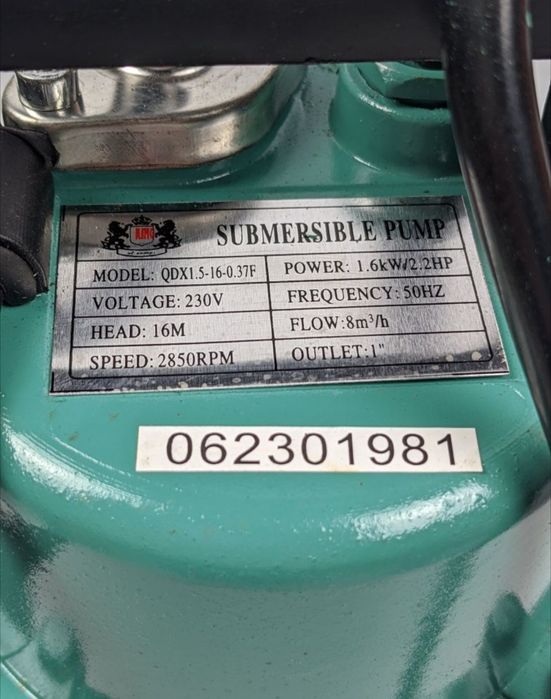 SUBMERSIBLE PUMP
MODEL: QDX1.5-16-0.37F
POWER: 1.6kW/2.2HP
VOLTAGE: 230V
FREQUENCY: 50HZ
HEAD: 16M
FLOW: 8m³/h
SPEED: 2850RPM
OUTLET: 1"
062301981